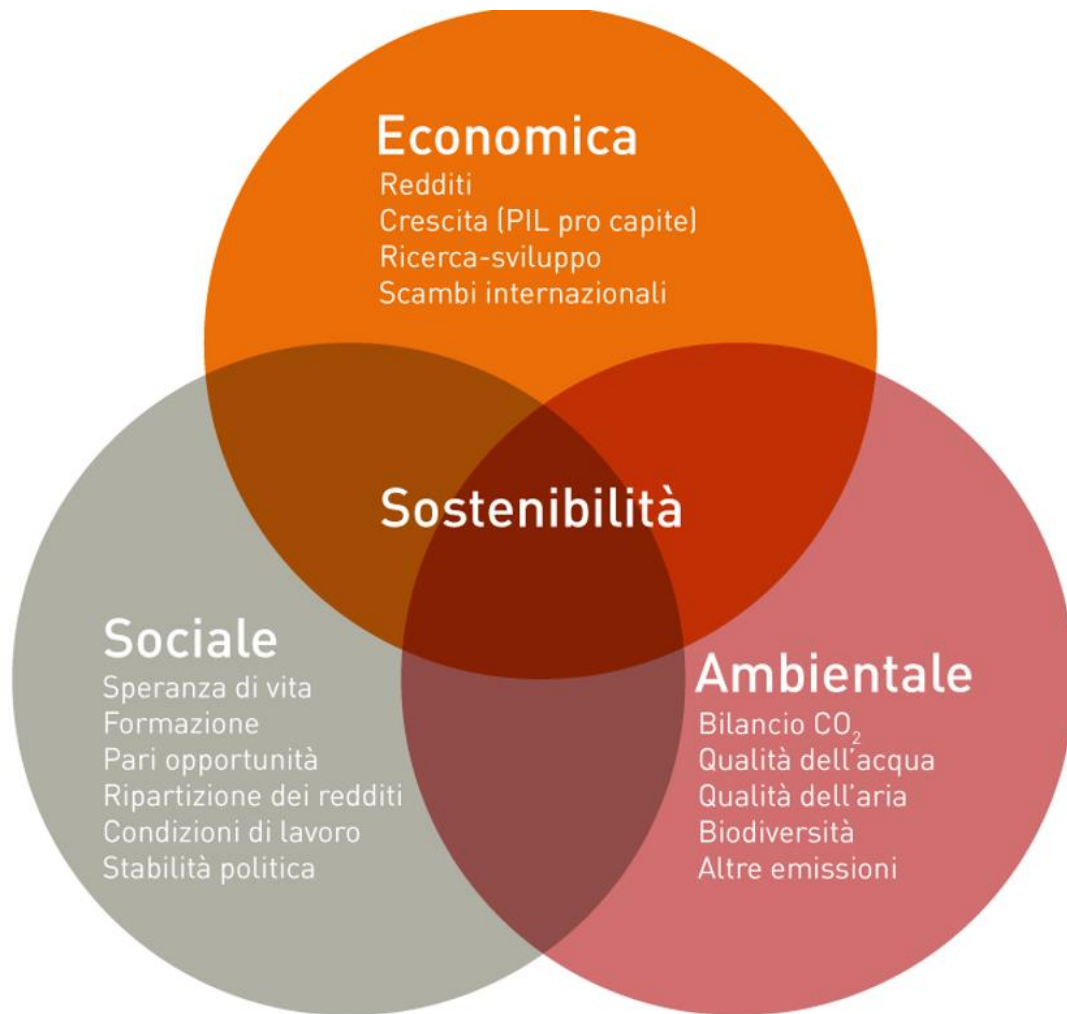 Economica
Redditi
Crescita (PIL pro capite)
Ricerca-sviluppo
Scambi internazionali
Sostenibilità
Sociale
Speranza di vita
Formazione
Pari opportunità
Ripartizione dei redditi
Condizioni di lavoro
Stabilità politica
Ambientale
Bilancio CO₂
Qualità dell'acqua
Qualità dell'aria
Biodiversità
Altre emissioni